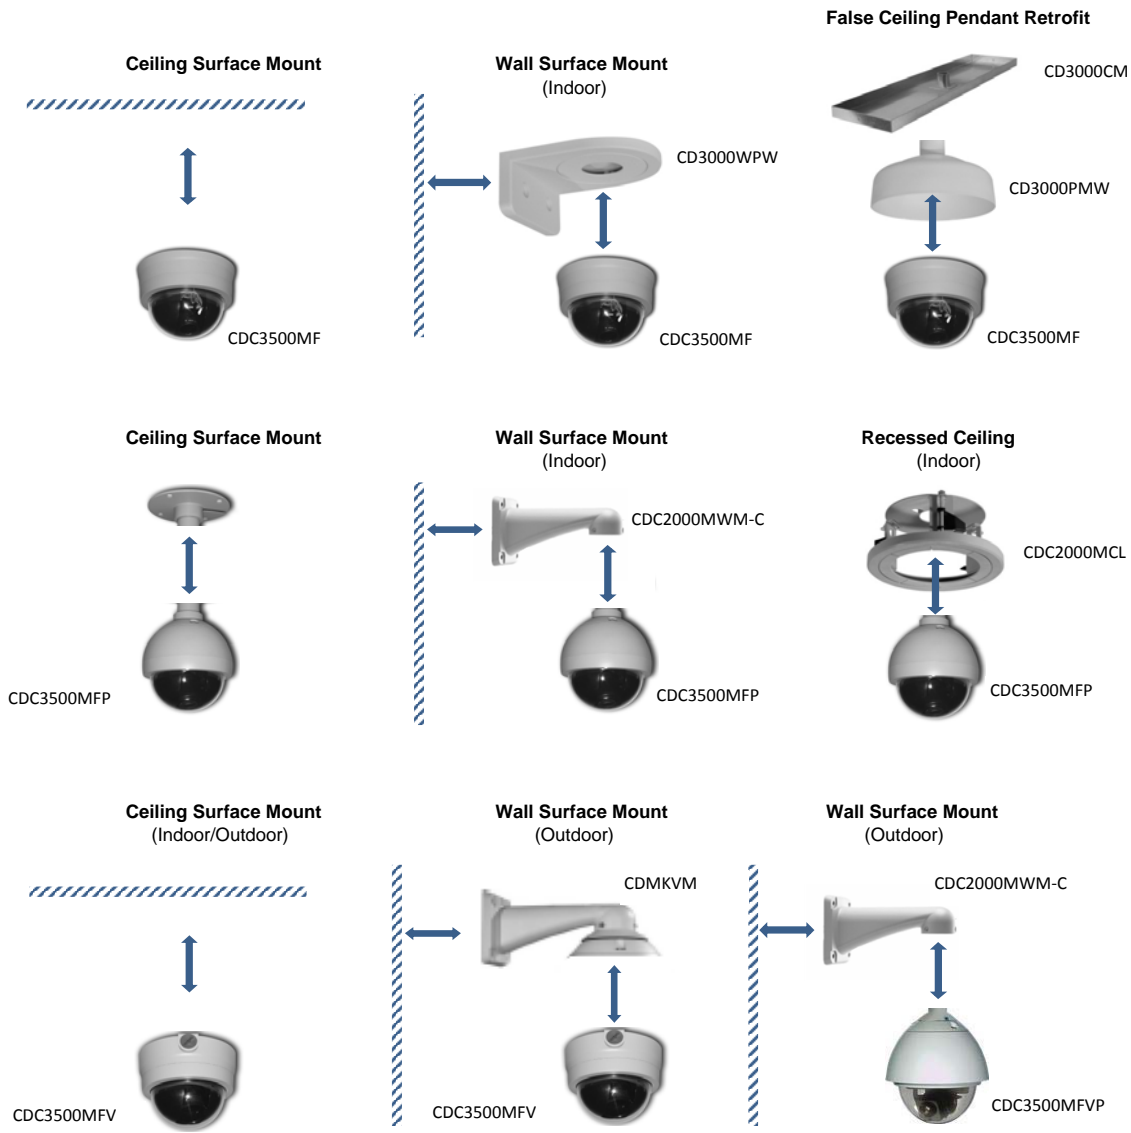 False Ceiling Pendant Retrofit
Ceiling Surface Mount
Wall Surface Mount
(Indoor)
CD3000CM
CD3000WPW
CD3000PMW
CDC3500MF
CDC3500MF
CDC3500MF
Ceiling Surface Mount
Wall Surface Mount
(Indoor)
Recessed Ceiling
(Indoor)
CDC2000MWM-C
CDC2000MCL
CDC3500MFP
CDC3500MFP
CDC3500MFP
Ceiling Surface Mount
(Indoor/Outdoor)
Wall Surface Mount
(Outdoor)
Wall Surface Mount
(Outdoor)
CDMKVM
CDC2000MWM-C
CDC3500MFV
CDC3500MFV
CDC3500MFVP